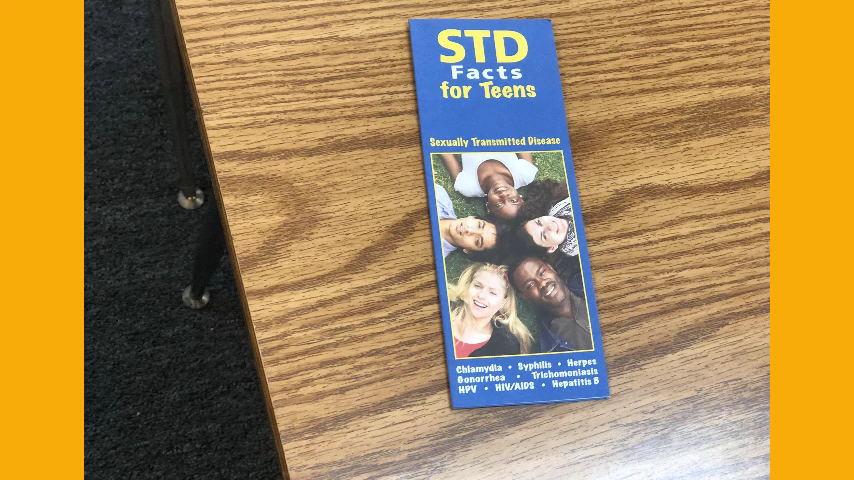 STD
Facts
for Teens
Sexually Transmitted Disease
Chlamydia • Syphilis • Herpes
Gonorrhea • Trichomoniasis
HPV • HIV/AIDS • Hepatitis B